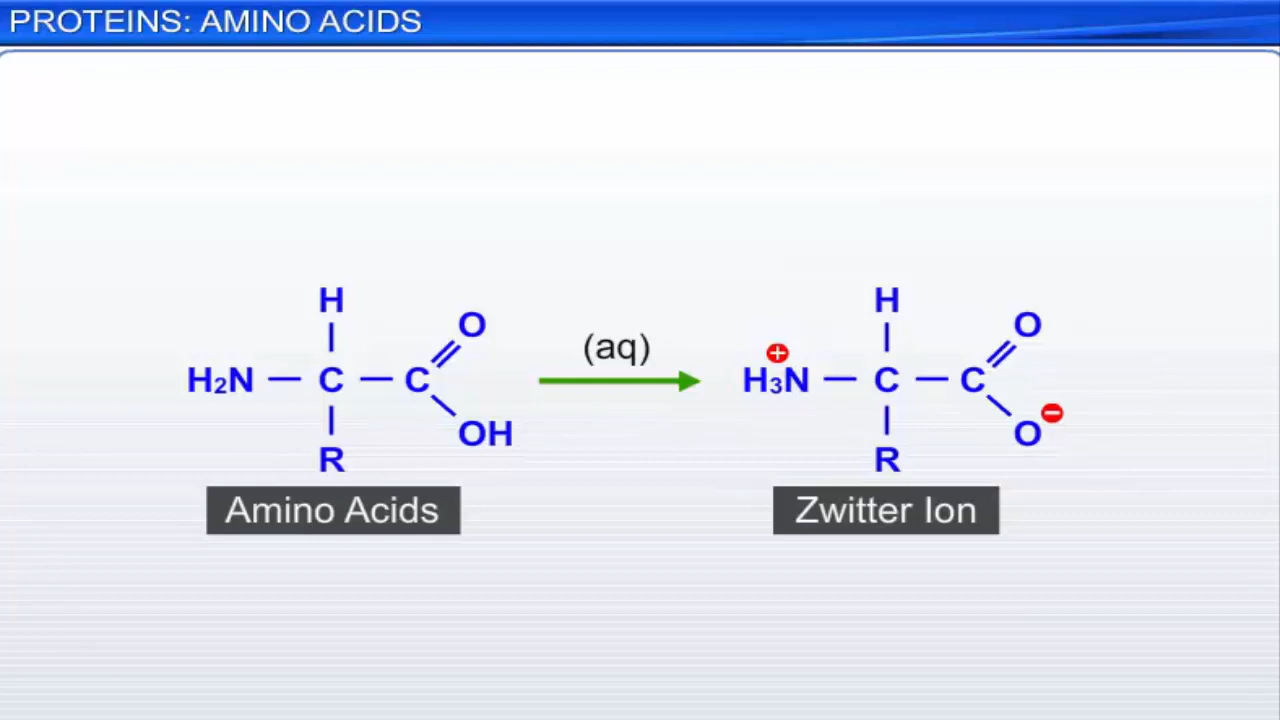 PROTEINS: AMINO ACIDS
H H
O O
(aq)
⊕
H₂N — C — C H₃N — C — C
⊖
OH O
R R
Amino Acids Zwitter Ion